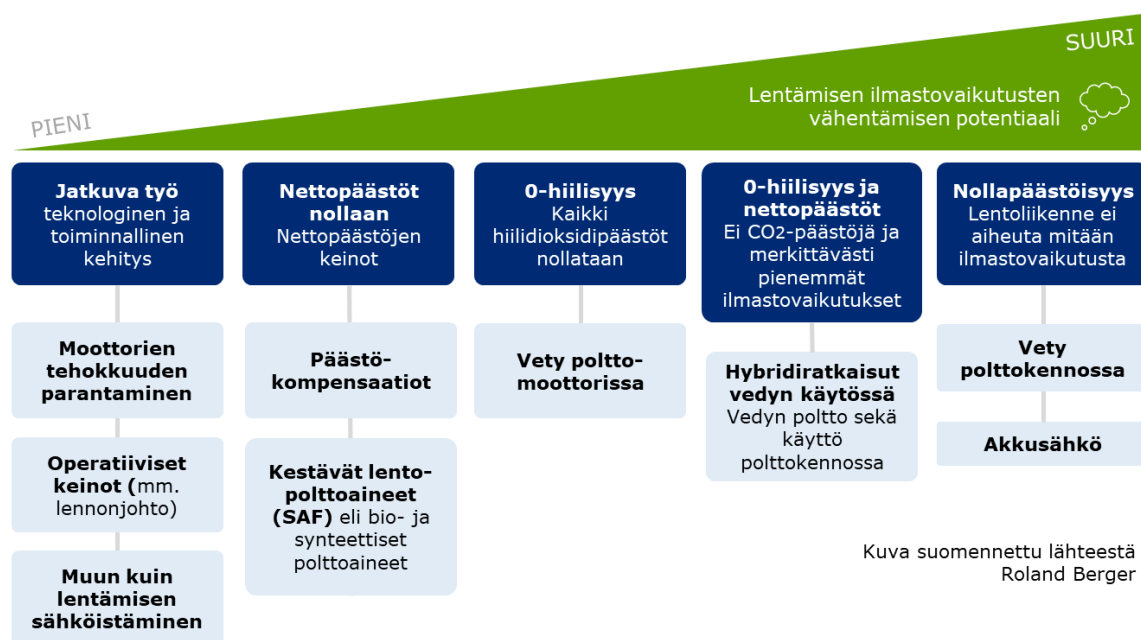 SUURI
PIENI
Lentämisen ilmastovaikutusten
vähentämisen potentiaali
Jatkuva työ
teknologinen ja
toiminnallinen
kehitys
Moottorien
tehokkuuden
parantaminen
Operatiiviset
keinot (mm.
lennonjohto)
Muun kuin
lentämisen
sähköistäminen
Nettopäästöt
nollaan
Nettopäästöjen
keinot
Päästö-
kompensaatiot
Kestävät lento-
polttoaineet
(SAF) eli bio- ja
synteettiset
polttoaineet
0-hiilisyys
Kaikki
hiilidioksidipäästöt
nollataan
Vety poltto-
moottorissa
0-hiilisyys ja
nettopäästöt
Ei CO2-päästöjä ja
merkittävästi
pienemmät
ilmastovaikutukset
Hybridiratkaisut
vedyn käytössä
Vedyn poltto sekä
käyttö
polttokennossa
Nollapäästöisyys
Lentoliikenne ei
aiheuta mitään
ilmastovaikutusta
Vety
polttokennossa
Akkusähkö
Kuva suomennettu lähteestä
Roland Berger